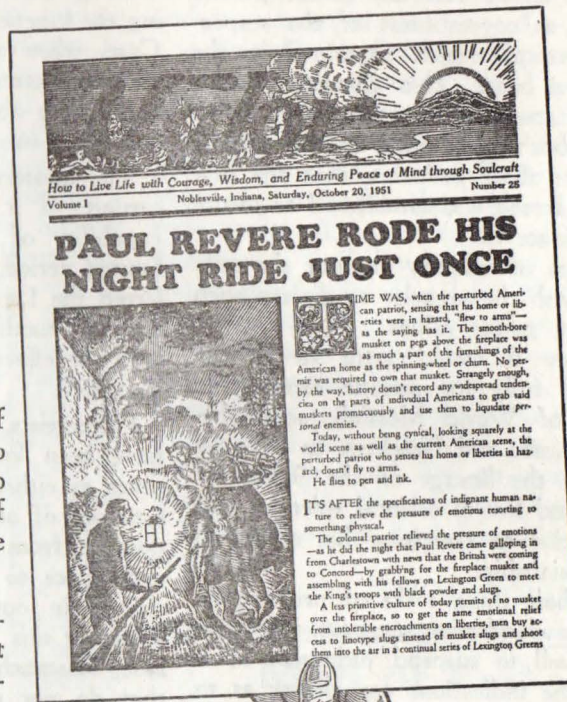 Valor
How to Live Life with Courage, Wisdom, and Enduring Peace of Mind through Soulcraft
Volume I Noblesville, Indiana, Saturday, October 20, 1951 Number 25
PAUL REVERE RODE HIS
NIGHT RIDE JUST ONCE
TIME WAS, when the perturbed Ameri-
can patriot, sensing that his home or lib-
erties were in hazard, "flew to arms"—
as the saying has it. The smooth-bore
musket on pegs above the fireplace was
as much a part of the furnishings of the
American home as the spinning-wheel or churn. No per-
mit was required to own that musket. Strangely enough,
by the way, history doesn't record any widespread tenden-
cies on the parts of individual Americans to grab said
muskets promiscuously and use them to liquidate per-
sonal enemies.
Today, without being cynical, looking squarely at the
world scene as well as the current American scene, the
perturbed patriot who senses his home or liberties in haz-
ard, doesn't fly to arms.
He flies to pen and ink.
IT'S AFTER the specifications of indignant human na-
ture to relieve the pressure of emotions resorting to
something physical.
The colonial patriot relieved the pressure of emotions
—as he did the night that Paul Revere came galloping in
from Charlestown with news that the British were coming
to Concord—by grabb'ng for the fireplace musket and
assembling with his fellows on Lexington Green to meet
the King's troops with black powder and slugs.
A less primitive culture of today permits of no musket
over the fireplace, so to get the same emotional relief
from intolerable encroachments on liberties, men buy ac-
cess to linotype slugs instead of musket slugs and shoot
them into the air in a continual series of Lexington Greens